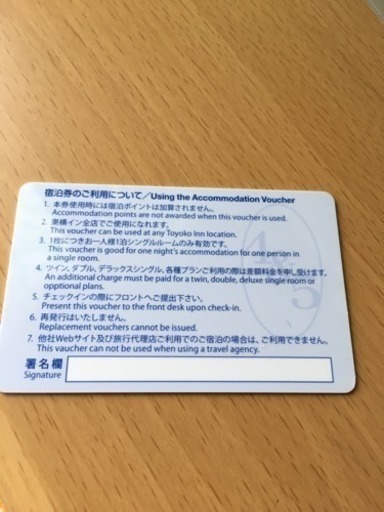 宿泊券のご利用について／Using the Accommodation Voucher
1. 本券使用時には宿泊ポイントは加算されません。
Accommodation points are not awarded when this voucher is used.
2. 東横イン全店でご使用になれます。
This voucher can be used at any Toyoko Inn location.
3. 1枚につきお一人様1泊シングルルームのみ有効です。
This voucher is good for one night's accommodation for one person in
a single room.
4. ツイン、ダブル、デラックスシングル、各種プランご利用の際は差額料金を申し受けます。
An additional charge must be paid for a twin, double, deluxe single room or
opptional plans.
5. チェックインの際にフロントへご提出下さい。
Present this voucher to the front desk upon check-in.
6. 再発行はいたしません。
Replacement vouchers cannot be issued.
7. 他社Webサイト及び旅行代理店ご利用でのご宿泊の場合は、ご利用できません。
This vaucher can not be used when using a travel agency.
署名欄
Signature